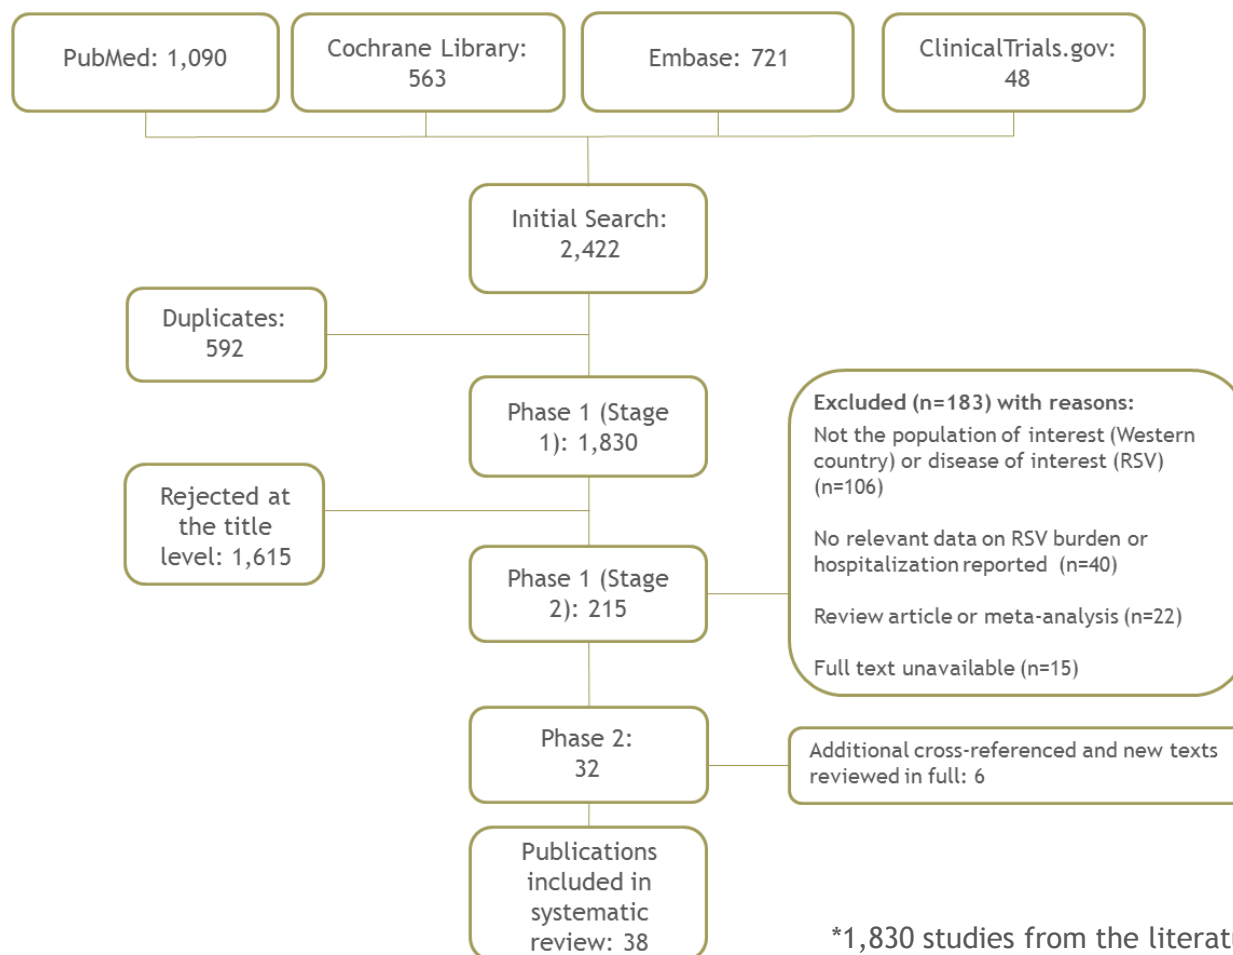 PubMed: 1,090
Cochrane Library:
563
Embase: 721
ClinicalTrials.gov:
48
Initial Search:
2,422
Duplicates:
592
Phase 1 (Stage
1): 1,830
Excluded (n=183) with reasons:
Not the population of interest (Western
country) or disease of interest (RSV)
(n=106)
No relevant data on RSV burden or
hospitalization reported (n=40)
Review article or meta-analysis (n=22)
Full text unavailable (n=15)
Rejected at
the title
level: 1,615
Phase 1 (Stage
2): 215
Phase 2:
32
Additional cross-referenced and new texts
reviewed in full: 6
Publications
included in
systematic
review: 38
*1,830 studies from the